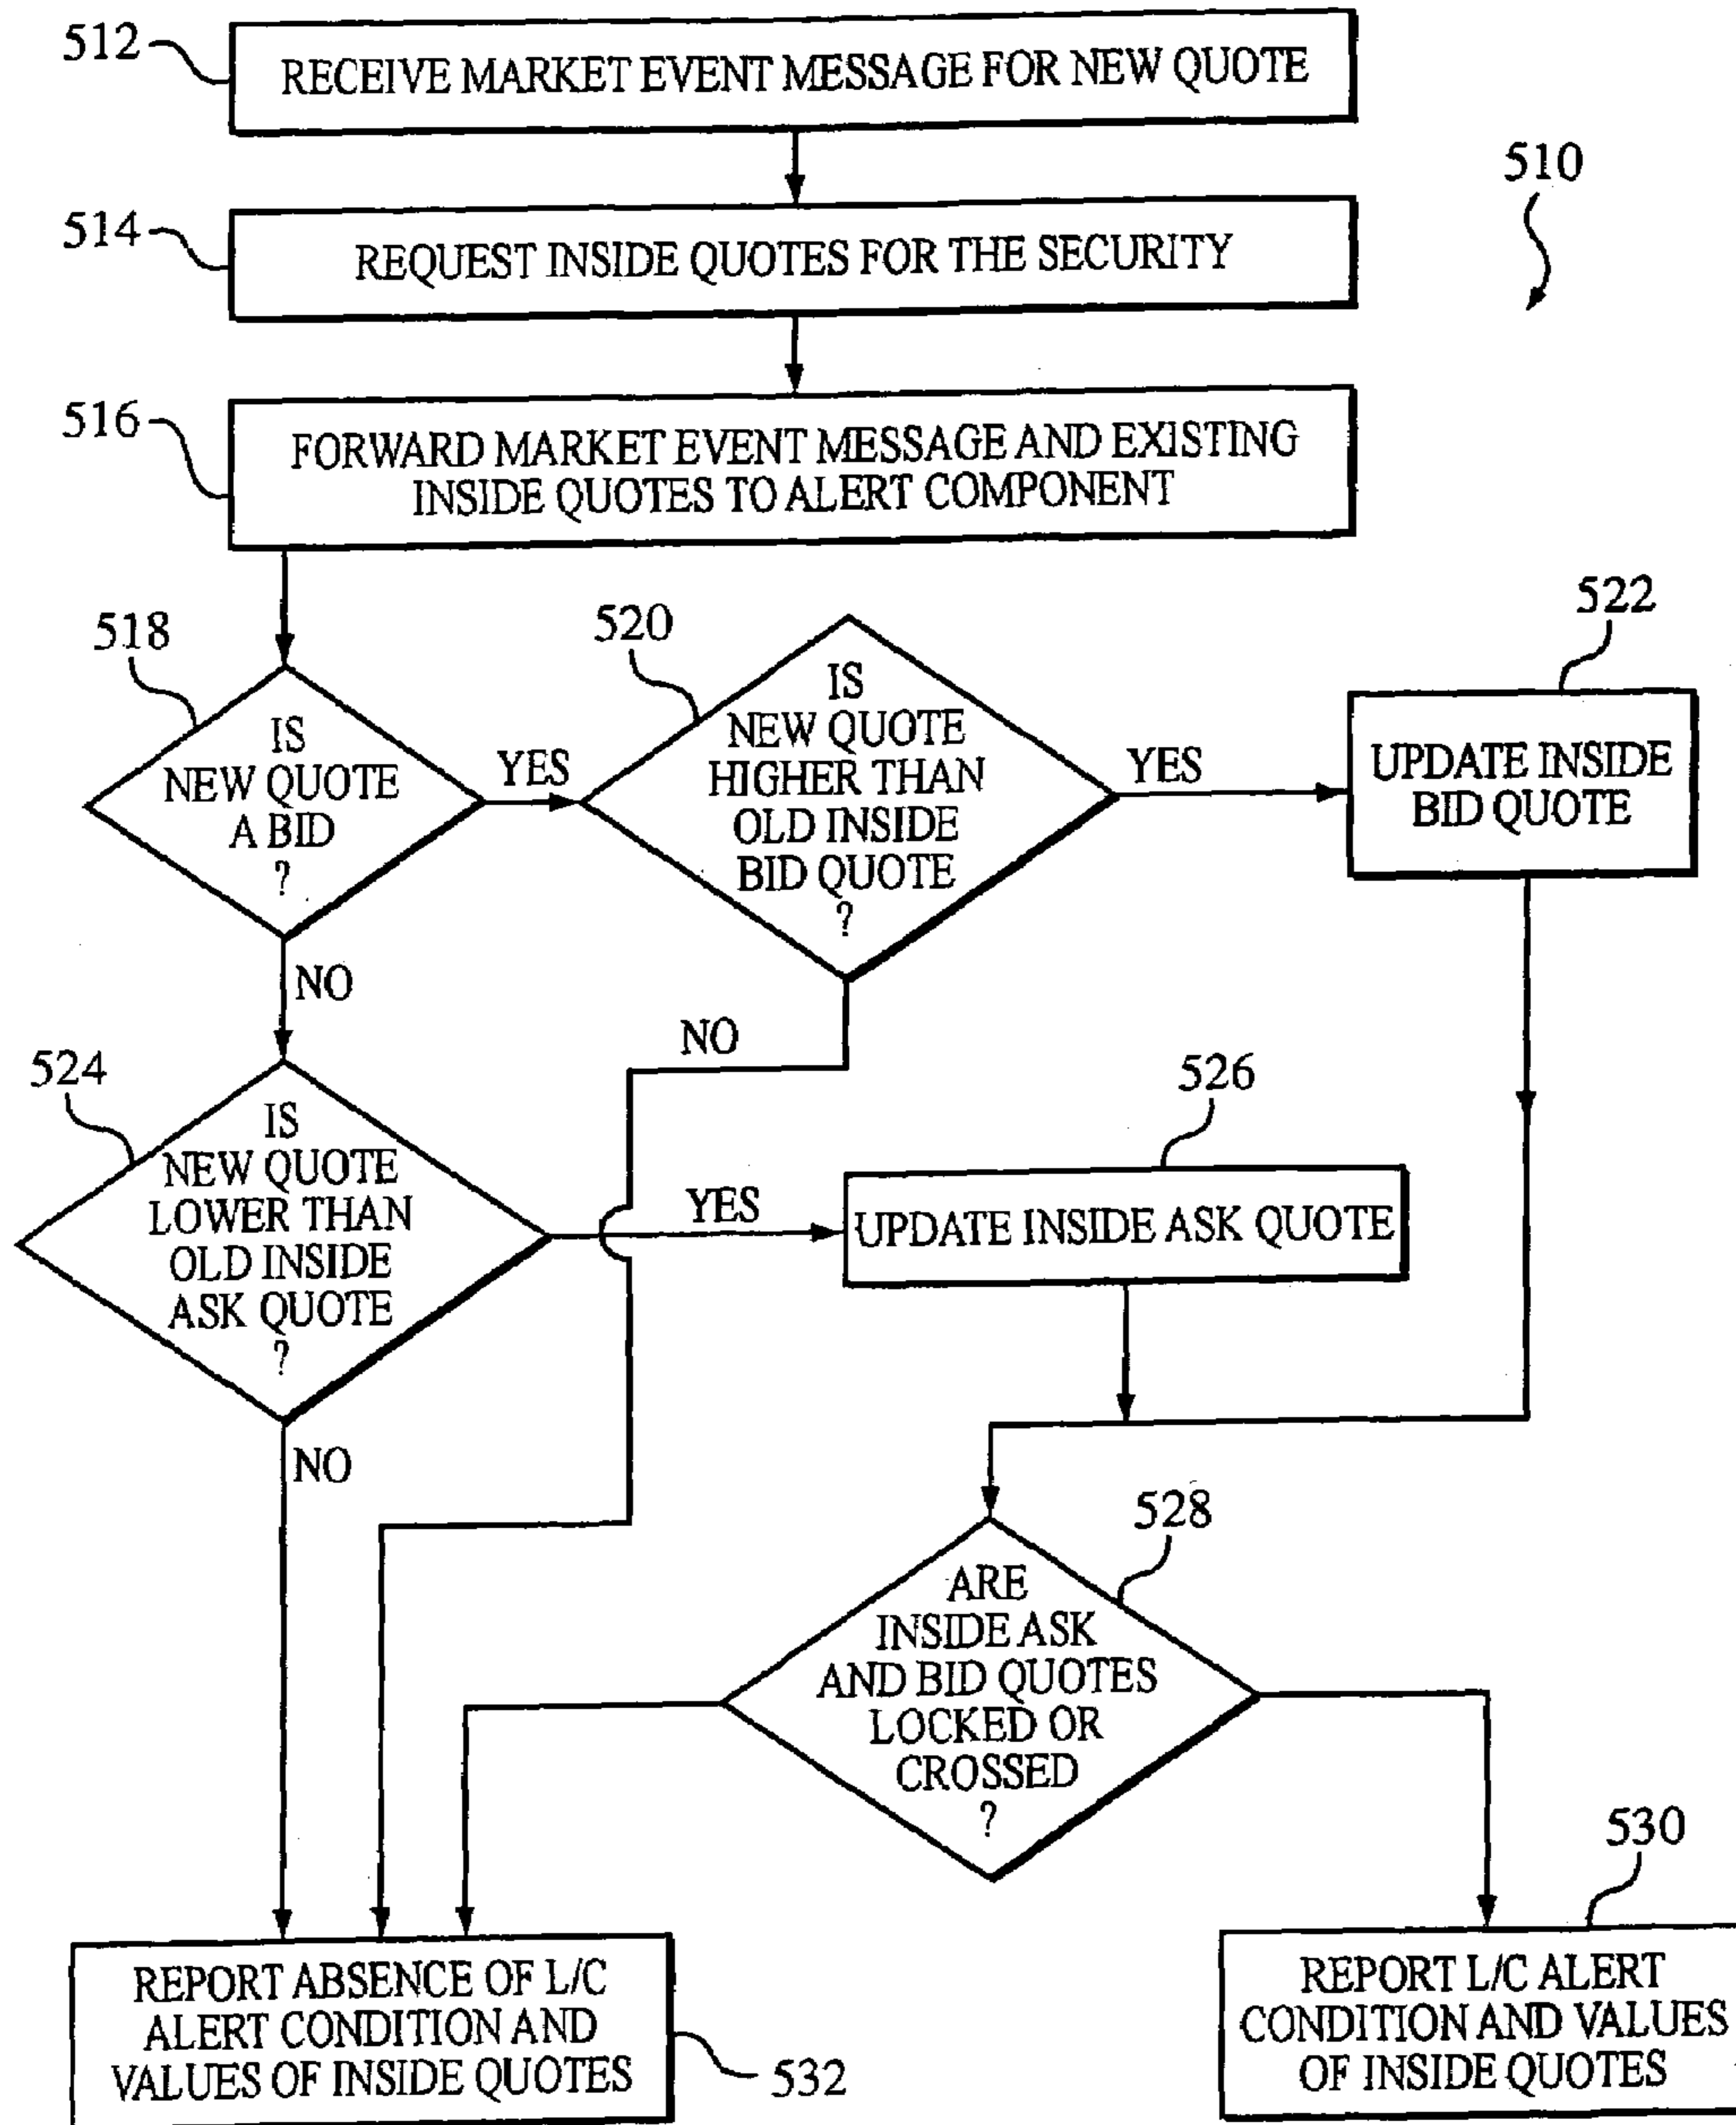 512
RECEIVE MARKET EVENT MESSAGE FOR NEW QUOTE
510
514
REQUEST INSIDE QUOTES FOR THE SECURITY
516
FORWARD MARKET EVENT MESSAGE AND EXISTING
INSIDE QUOTES TO ALERT COMPONENT
518
IS
NEW QUOTE
A BID
?
YES
NO
520
IS
NEW QUOTE
HIGHER THAN
OLD INSIDE
BID QUOTE
?
YES
NO
522
UPDATE INSIDE
BID QUOTE
524
IS
NEW QUOTE
LOWER THAN
OLD INSIDE
ASK QUOTE
?
YES
NO
526
UPDATE INSIDE ASK QUOTE
528
ARE
INSIDE ASK
AND BID QUOTES
LOCKED OR
CROSSED
?
530
REPORT L/C ALERT
CONDITION AND VALUES
OF INSIDE QUOTES
REPORT ABSENCE OF L/C
ALERT CONDITION AND
VALUES OF INSIDE QUOTES
532